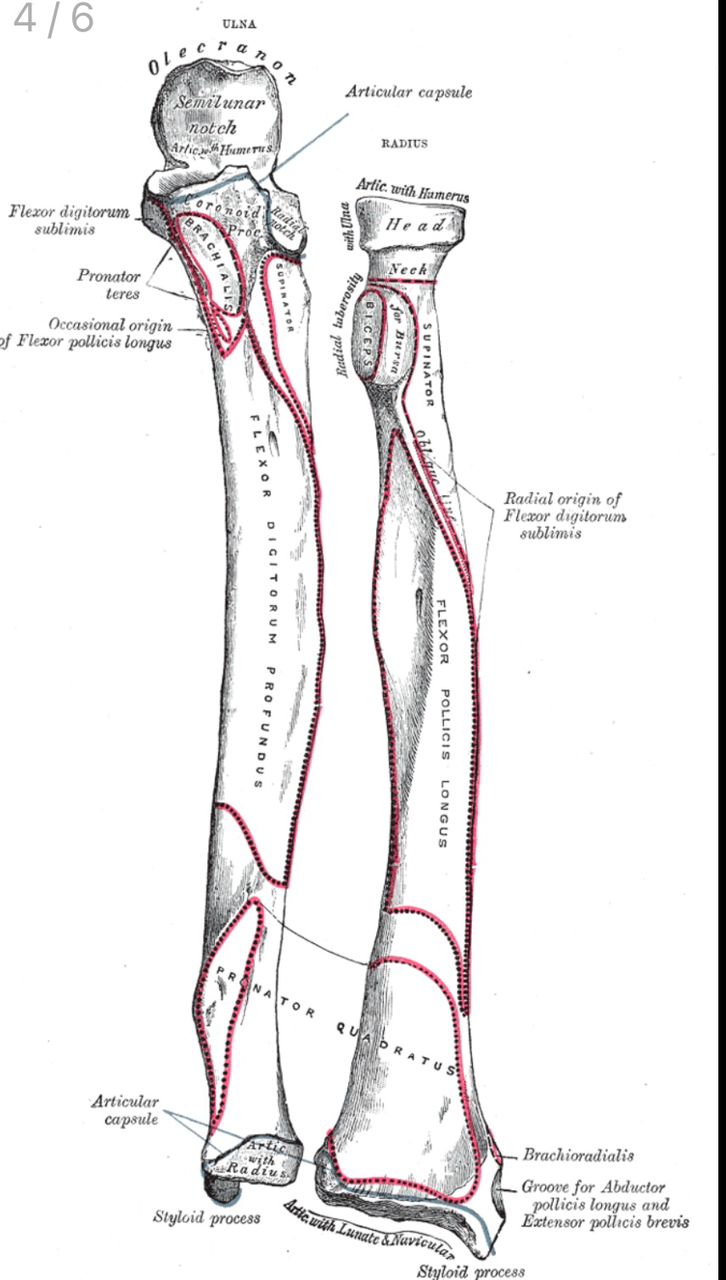 4 / 6
ULNA
Olecranon
Semilunar
notch
Artic. with Humerus
Articular capsule
RADIUS
Artic. with Humerus
Head
with Ulna
Neck
Flexor digitorum
sublimis
Coronoid
Proc.
Radial
notch
BRACHIALIS
SUPINATOR
Pronator
teres
Occasional origin
of Flexor pollicis longus
Radial tuberosity
BICEPS
for Bursa
SUPINATOR
Oblique line
FLEXOR DIGITORUM PROFUNDUS
Radial origin of
Flexor digitorum
sublimis
FLEXOR POLLICIS LONGUS
PRONATOR QUADRATUS
Articular
capsule
Artic.
with
Radius
Brachioradialis
Groove for Abductor
pollicis longus and
Extensor pollicis brevis
Styloid process
Artic. with Lunate & Navicular
Styloid process